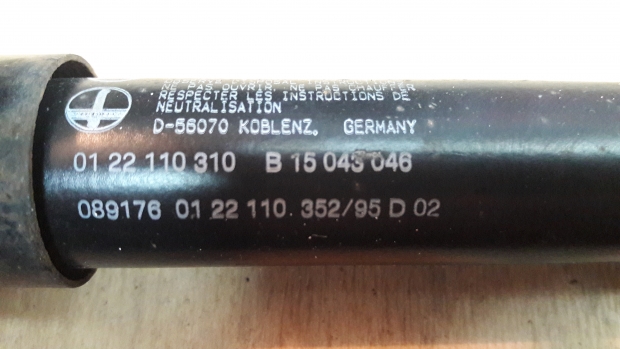 RESPECTER LES INSTRUCTIONS DE
NEUTRALISATION
D-56070 KOBLENZ, GERMANY
01 22 110 310 B 15 043 046
089176 01 22 110 352/95 D 02